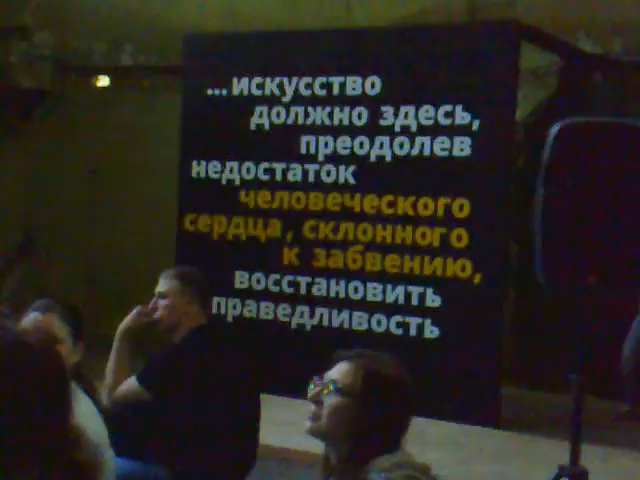 ...искусство
должно здесь,
преодолев
недостаток
человеческого
сердца, склонного
к забвению,
восстановить
праведливость